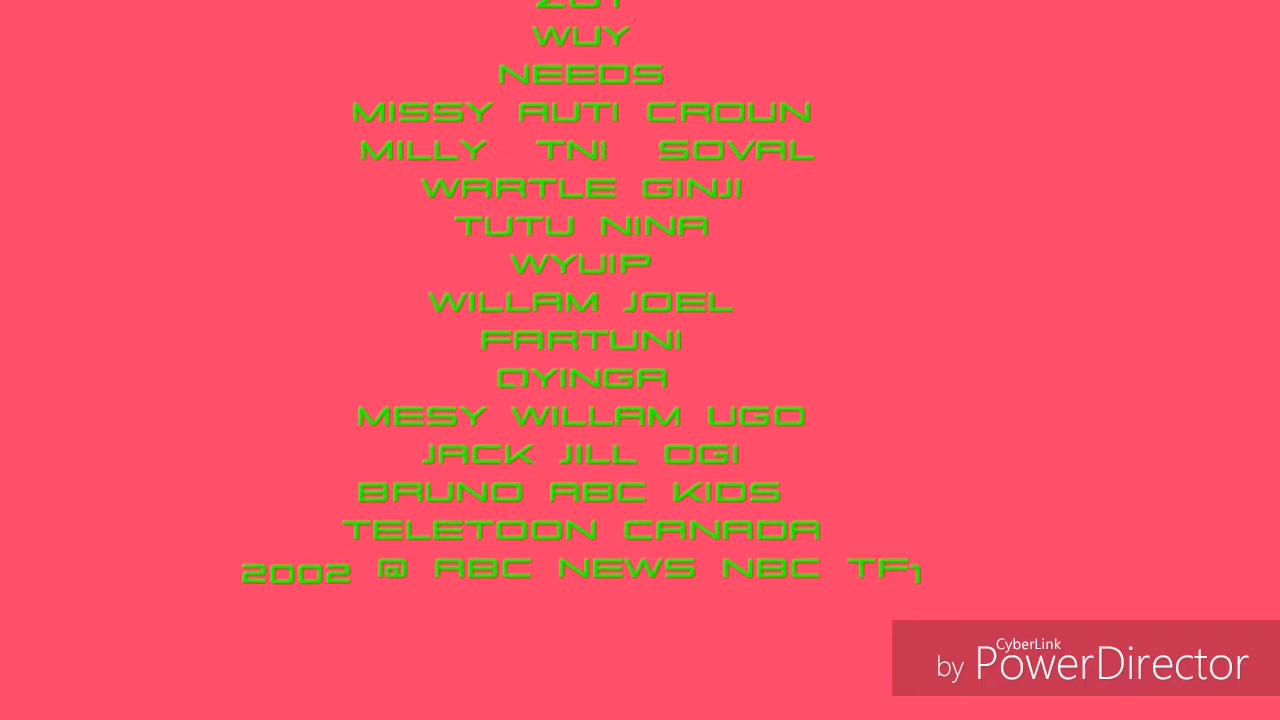 WUY
NEEDS
MISSY AUTI CROUN
MILLY TNI SOVAL
WARTLE GINJI
TUTU NINA
WYUIP
WILLAM JOEL
FARTUNI
QYINGA
MESY WILLAM UGO
JACK JILL OGI
BRUNO ABC KIDS
TELETOON CANADA
2002 @ ABC NEWS NBC TF1
by CyberLink PowerDirector